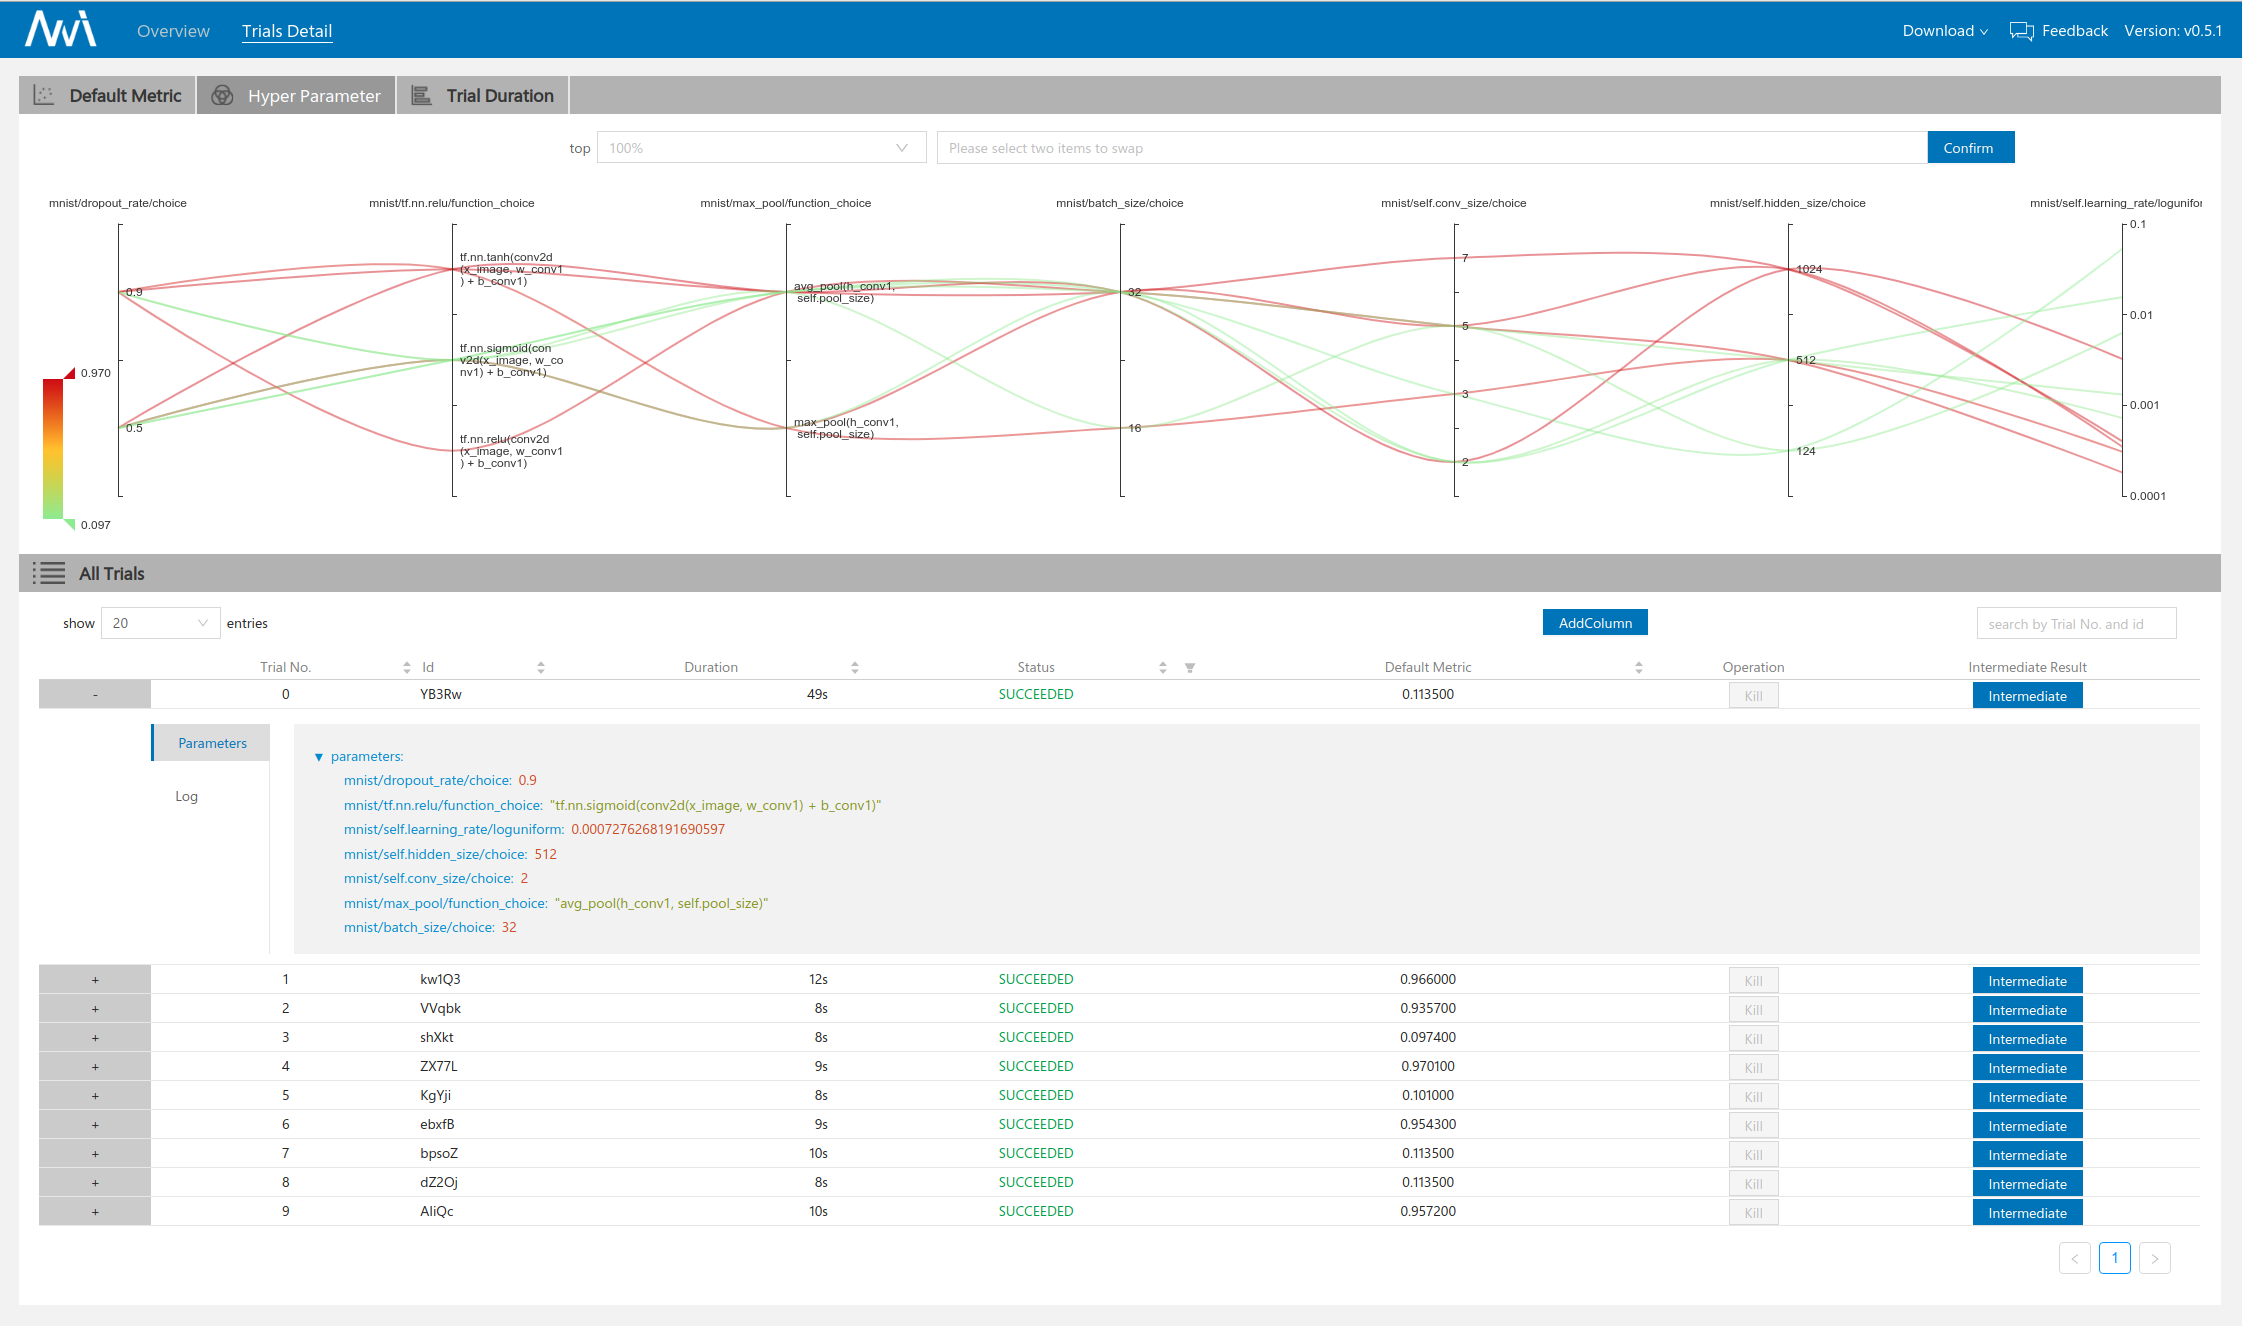 NNI Overview Trials Detail Download Feedback Version: v0.5.1
Default Metric Hyper Parameter Trial Duration
top 100% Please select two items to swap Confirm
mnist/dropout_rate/choice mnist/tf.nn.relu/function_choice mnist/max_pool/function_choice mnist/batch_size/choice mnist/self.conv_size/choice mnist/self.hidden_size/choice mnist/self.learning_rate/logunifor
0.9
0.5
tf.nn.tanh(conv2d
(x_image, w_conv1
) + b_conv1)
tf.nn.sigmoid(con
v2d(x_image, w_co
nv1) + b_conv1)
tf.nn.relu(conv2d
(x_image, w_conv1
) + b_conv1)
avg_pool(h_conv1,
self.pool_size)
max_pool(h_conv1,
self.pool_size)
32
16
7
5
3
2
1024
512
124
0.1
0.01
0.001
0.0001
0.970
0.097
All Trials
show 20 entries AddColumn search by Trial No. and id
Trial No. Id Duration Status Default Metric Operation Intermediate Result
- 0 YB3Rw 49s SUCCEEDED 0.113500 Kill Intermediate
Parameters
Log
parameters:
mnist/dropout_rate/choice: 0.9
mnist/tf.nn.relu/function_choice: "tf.nn.sigmoid(conv2d(x_image, w_conv1) + b_conv1)"
mnist/self.learning_rate/loguniform: 0.0007276268191690597
mnist/self.hidden_size/choice: 512
mnist/self.conv_size/choice: 2
mnist/max_pool/function_choice: "avg_pool(h_conv1, self.pool_size)"
mnist/batch_size/choice: 32
+ 1 kw1Q3 12s SUCCEEDED 0.966000 Kill Intermediate
+ 2 VVqbk 8s SUCCEEDED 0.935700 Kill Intermediate
+ 3 shXkt 8s SUCCEEDED 0.097400 Kill Intermediate
+ 4 ZX77L 9s SUCCEEDED 0.970100 Kill Intermediate
+ 5 KgYji 8s SUCCEEDED 0.101000 Kill Intermediate
+ 6 ebxfB 9s SUCCEEDED 0.954300 Kill Intermediate
+ 7 bpsoZ 10s SUCCEEDED 0.113500 Kill Intermediate
+ 8 dZ2Oj 8s SUCCEEDED 0.113500 Kill Intermediate
+ 9 AliQc 10s SUCCEEDED 0.957200 Kill Intermediate
< 1 >